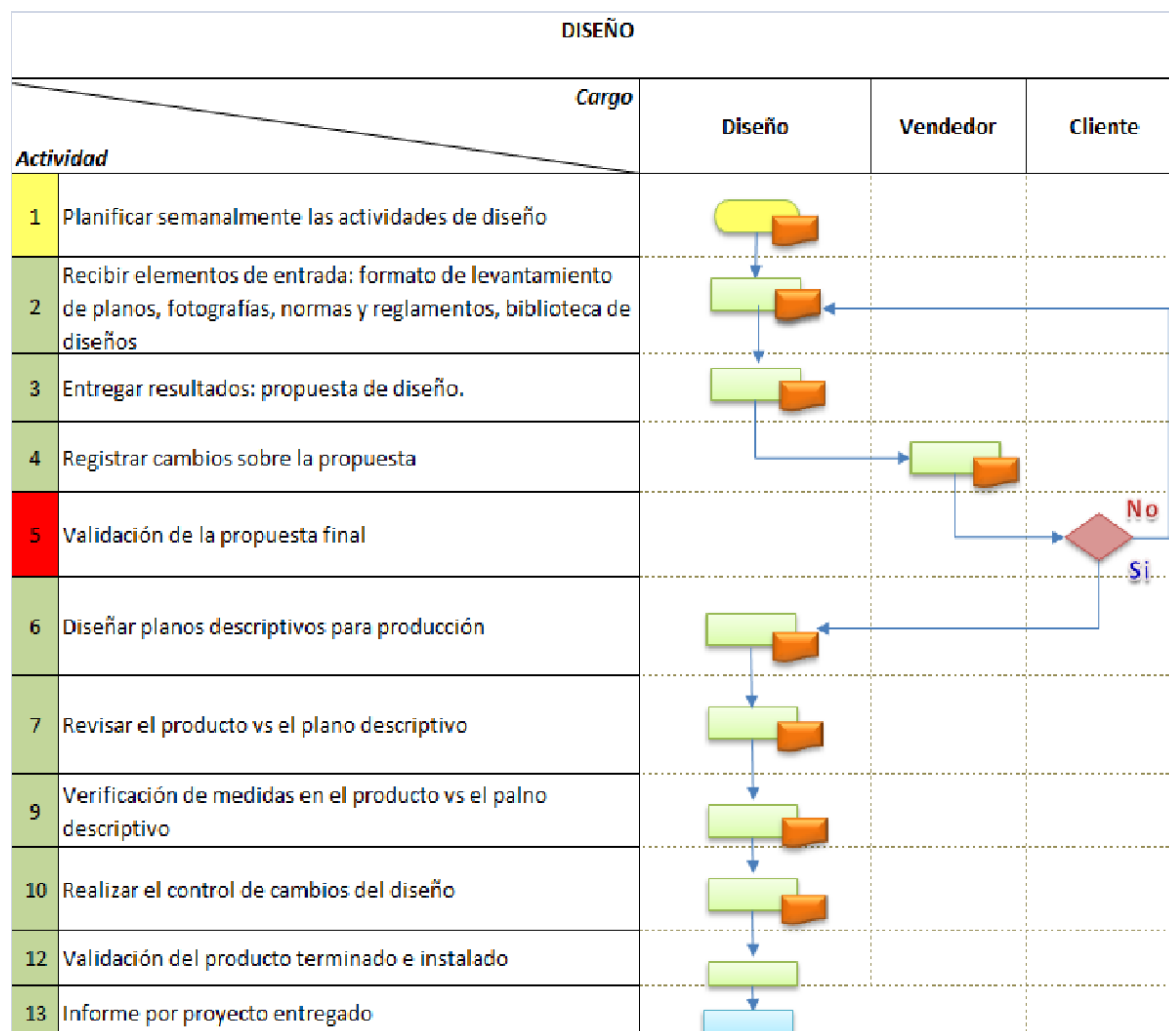 DISEÑO
Cargo
Actividad
Diseño
Vendedor
Cliente
1
Planificar semanalmente las actividades de diseño
2
Recibir elementos de entrada: formato de levantamiento
de planos, fotografías, normas y reglamentos, biblioteca de
diseños
3
Entregar resultados: propuesta de diseño.
4
Registrar cambios sobre la propuesta
5
Validación de la propuesta final
No
Si
6
Diseñar planos descriptivos para producción
7
Revisar el producto vs el plano descriptivo
9
Verificación de medidas en el producto vs el palno
descriptivo
10
Realizar el control de cambios del diseño
12
Validación del producto terminado e instalado
13
Informe por proyecto entregado